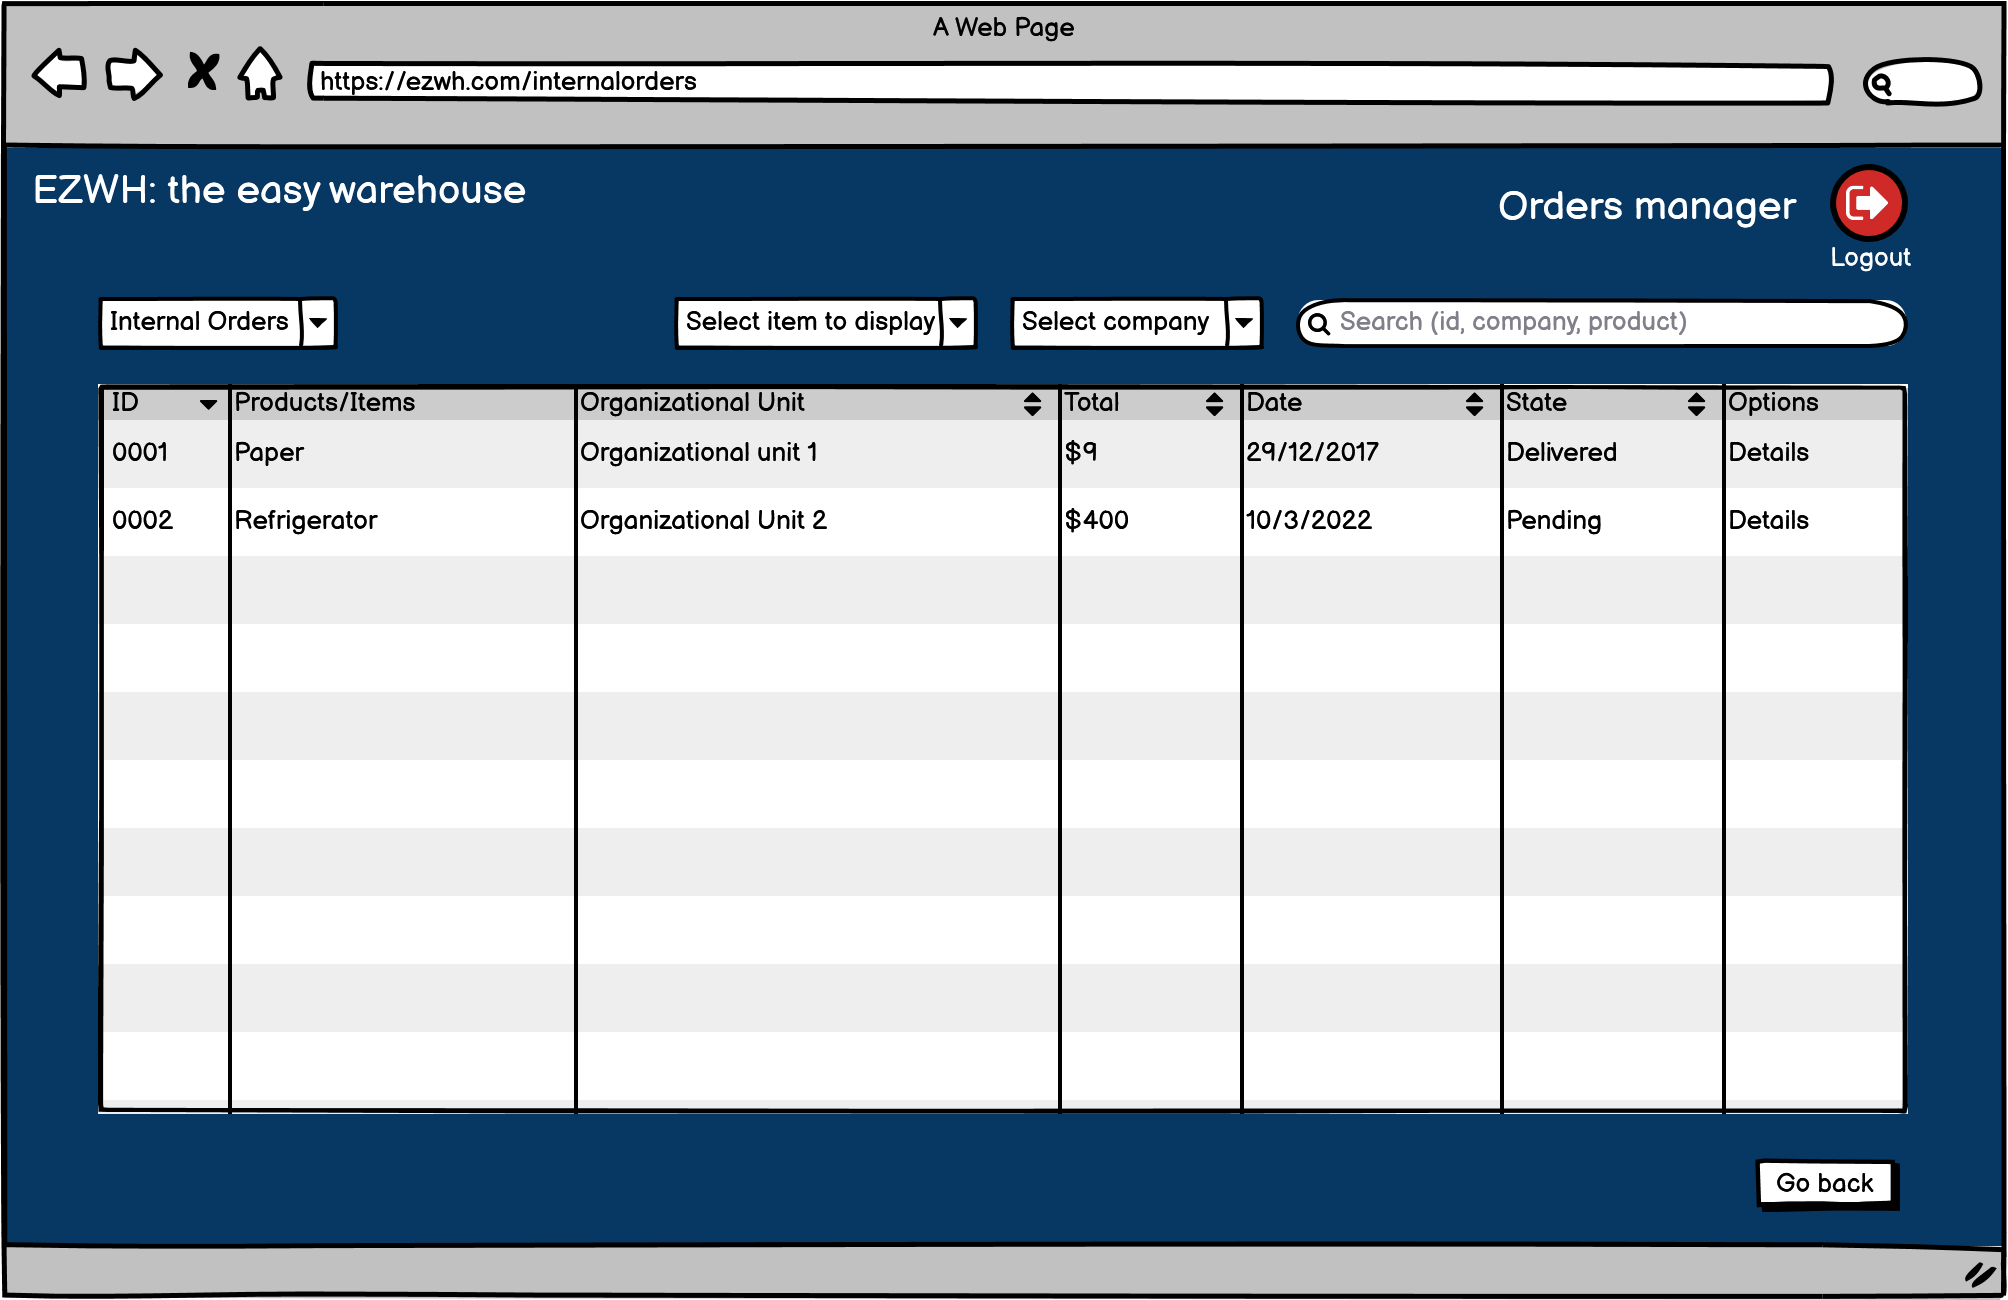 A Web Page
https://ezwh.com/internalorders
EZWH: the easy warehouse
Orders manager
Logout
Internal Orders
Select item to display
Select company
Search (id, company, product)
ID Products/Items Organizational Unit Total Date State Options
0001 Paper Organizational unit 1 $9 29/12/2017 Delivered Details
0002 Refrigerator Organizational Unit 2 $400 10/3/2022 Pending Details
Go back